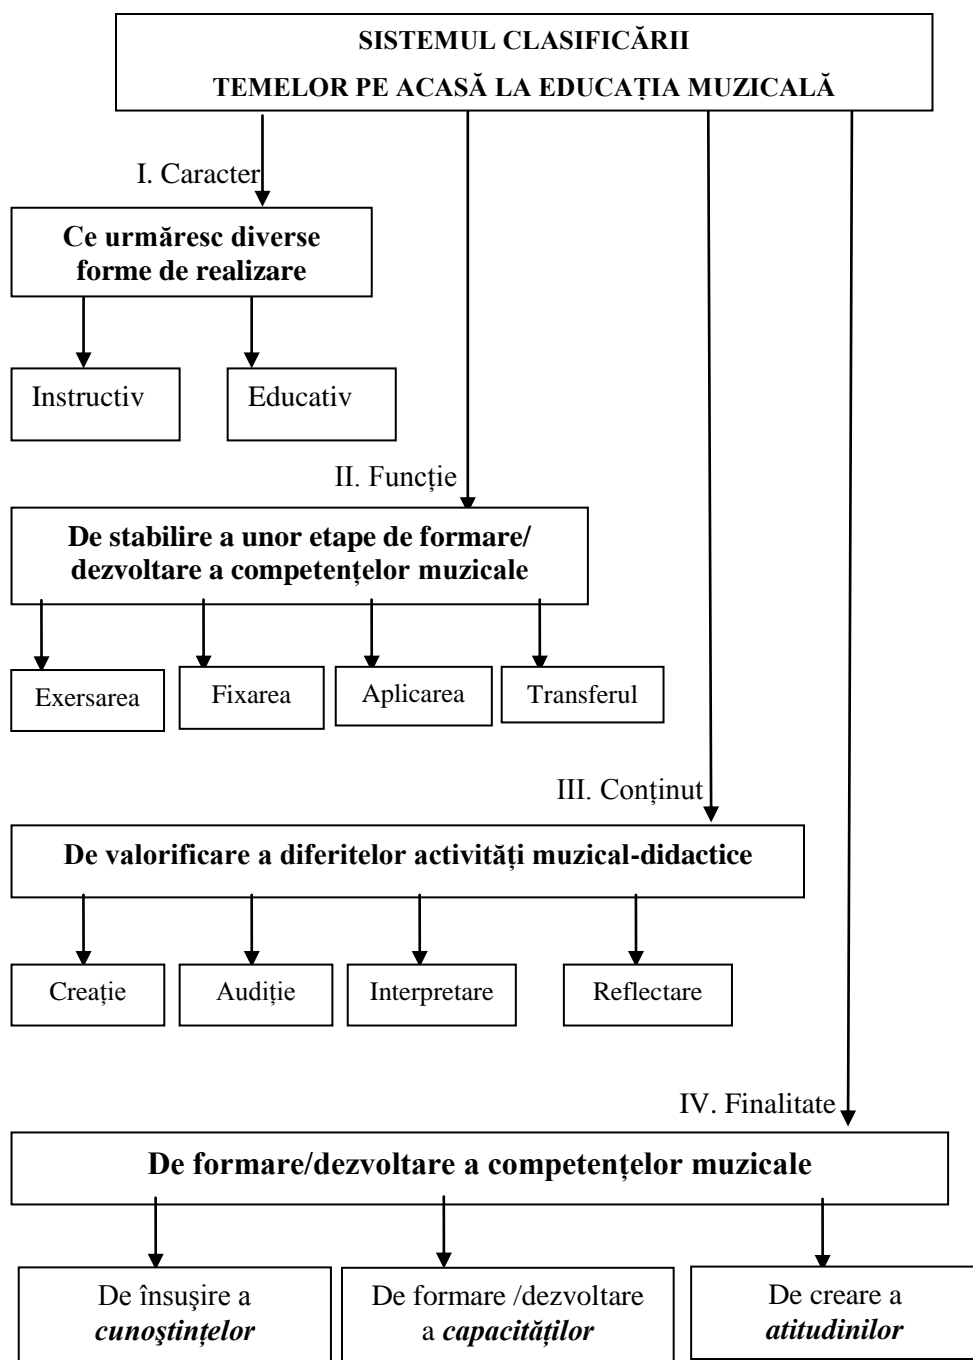 SISTEMUL CLASIFICĂRII
TEMELOR PE ACASĂ LA EDUCAȚIA MUZICALĂ
I. Caracter
Ce urmăresc diverse
forme de realizare
Instructiv
Educativ
II. Funcție
De stabilire a unor etape de formare/
dezvoltare a competențelor muzicale
Exersarea
Fixarea
Aplicarea
Transferul
III. Conținut
De valorificare a diferitelor activități muzical-didactice
Creație
Audiție
Interpretare
Reflectare
IV. Finalitate
De formare/dezvoltare a competențelor muzicale
De însuşire a
cunoştințelor
De formare /dezvoltare
a capacităților
De creare a
atitudinilor